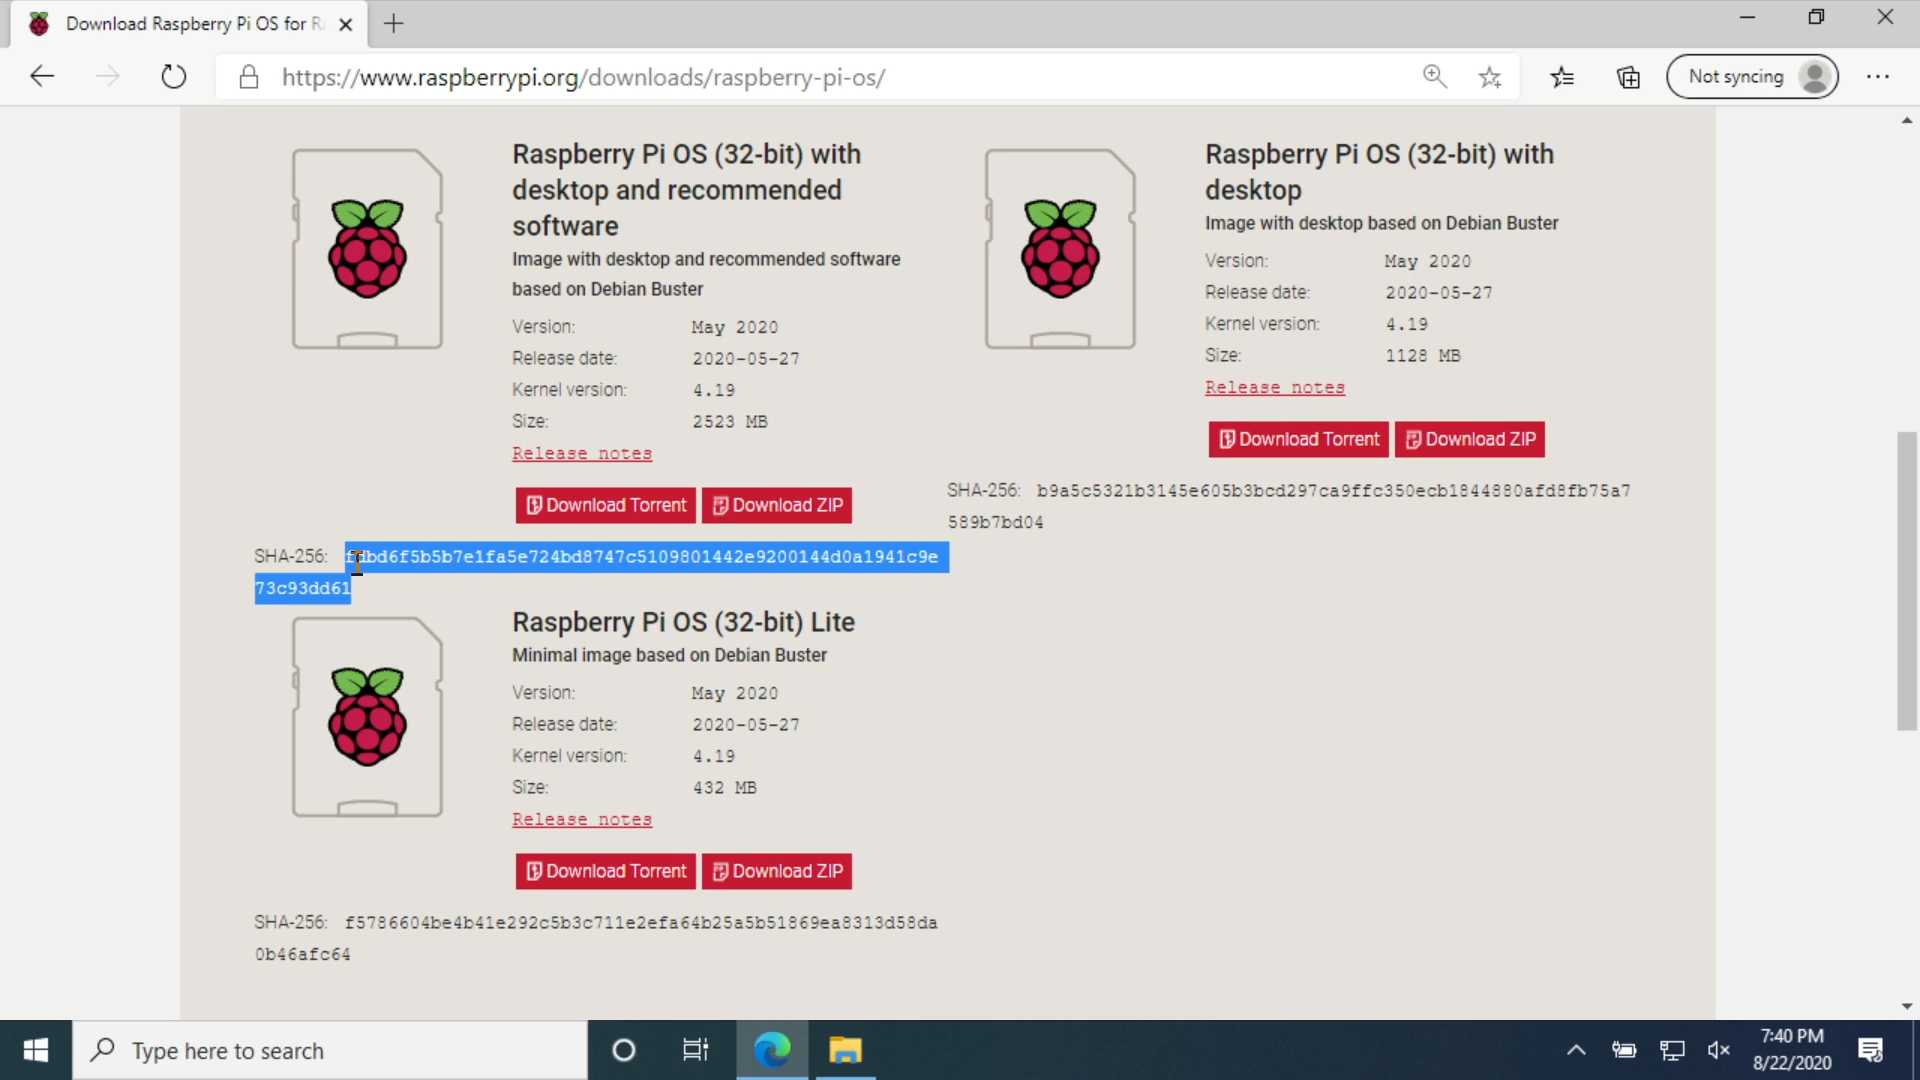 Download Raspberry Pi OS for Ra
https://www.raspberrypi.org/downloads/raspberry-pi-os/
Not syncing
Raspberry Pi OS (32-bit) with
desktop and recommended
software
Image with desktop and recommended software
based on Debian Buster
Version: May 2020
Release date: 2020-05-27
Kernel version: 4.19
Size: 2523 MB
Release notes
Download Torrent Download ZIP
SHA-256: fdbd6f5b5b7e1fa5e724bd8747c5109801442e9200144d0a1941c9e
73c93dd61
Raspberry Pi OS (32-bit) with
desktop
Image with desktop based on Debian Buster
Version: May 2020
Release date: 2020-05-27
Kernel version: 4.19
Size: 1128 MB
Release notes
Download Torrent Download ZIP
SHA-256: b9a5c5321b3145e605b3bcd297ca9ffc350ecb1844880afd8fb75a7
589b7bd04
Raspberry Pi OS (32-bit) Lite
Minimal image based on Debian Buster
Version: May 2020
Release date: 2020-05-27
Kernel version: 4.19
Size: 432 MB
Release notes
Download Torrent Download ZIP
SHA-256: f5786604be4b41e292c5b3c711e2efa64b25a5b51869ea8313d58da
0b46afc64
Type here to search
7:40 PM
8/22/2020